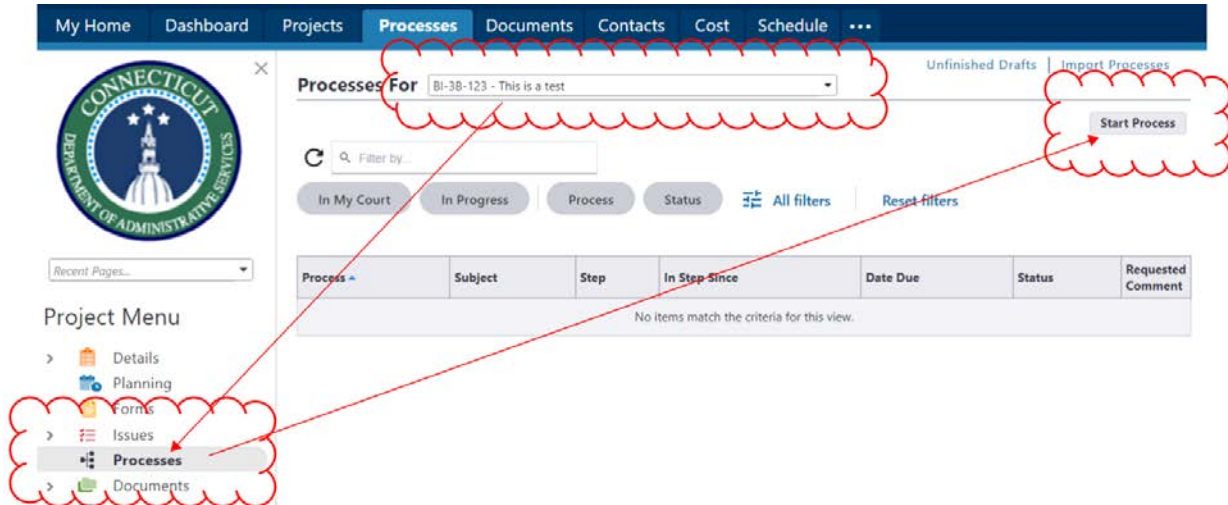 My Home Dashboard Projects Processes Documents Contacts Cost Schedule •••
CONNECTICUT
DEPARTMENT OF ADMINISTRATIVE SERVICES
Unfinished Drafts | Import Processes
Processes For BI-3B-123 - This is a test
Start Process
Filter by...
In My Court In Progress Process Status All filters Reset filters
Recent Pages...
Process Subject Step In Step Since Date Due Status Requested Comment
No items match the criteria for this view.
Project Menu
Details
Planning
Forms
Issues
Processes
Documents